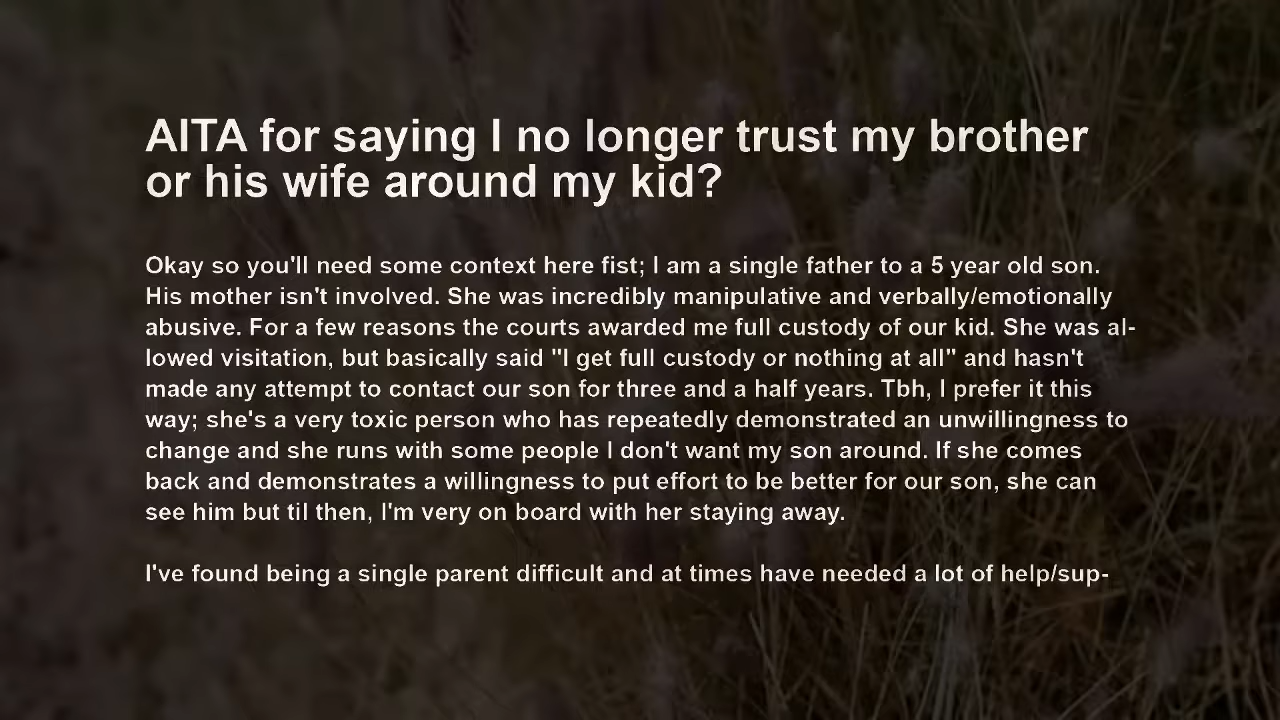 AITA for saying I no longer trust my brother
or his wife around my kid?
Okay so you'll need some context here fist; I am a single father to a 5 year old son.
His mother isn't involved. She was incredibly manipulative and verbally/emotionally
abusive. For a few reasons the courts awarded me full custody of our kid. She was al-
lowed visitation, but basically said "I get full custody or nothing at all" and hasn't
made any attempt to contact our son for three and a half years. Tbh, I prefer it this
way; she's a very toxic person who has repeatedly demonstrated an unwillingness to
change and she runs with some people I don't want my son around. If she comes
back and demonstrates a willingness to put effort to be better for our son, she can
see him but til then, I'm very on board with her staying away.
I've found being a single parent difficult and at times have needed a lot of help/sup-